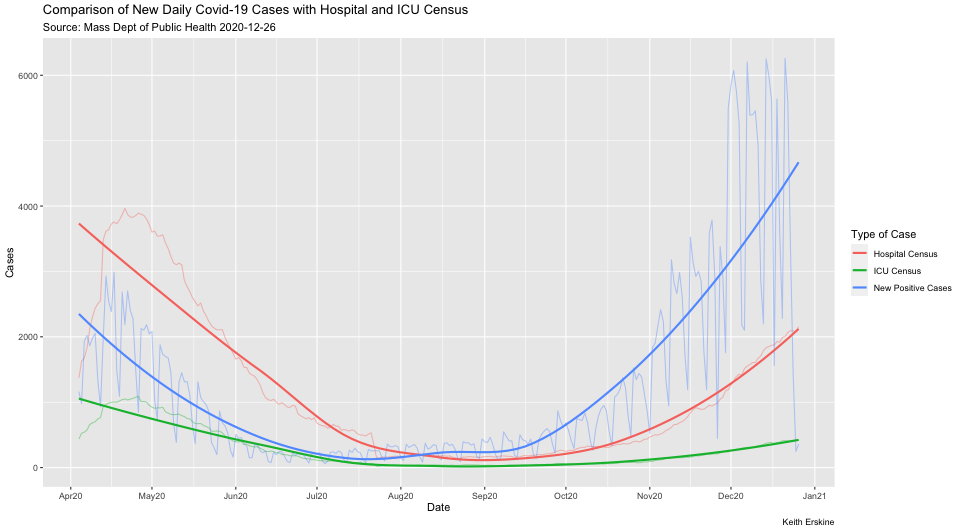 Comparison of New Daily Covid-19 Cases with Hospital and ICU Census
Source: Mass Dept of Public Health 2020-12-26
Cases
6000
4000
2000
0
Apr20 May20 Jun20 Jul20 Aug20 Sep20 Oct20 Nov20 Dec20 Jan21
Date
Type of Case
Hospital Census
ICU Census
New Positive Cases
Keith Erskine